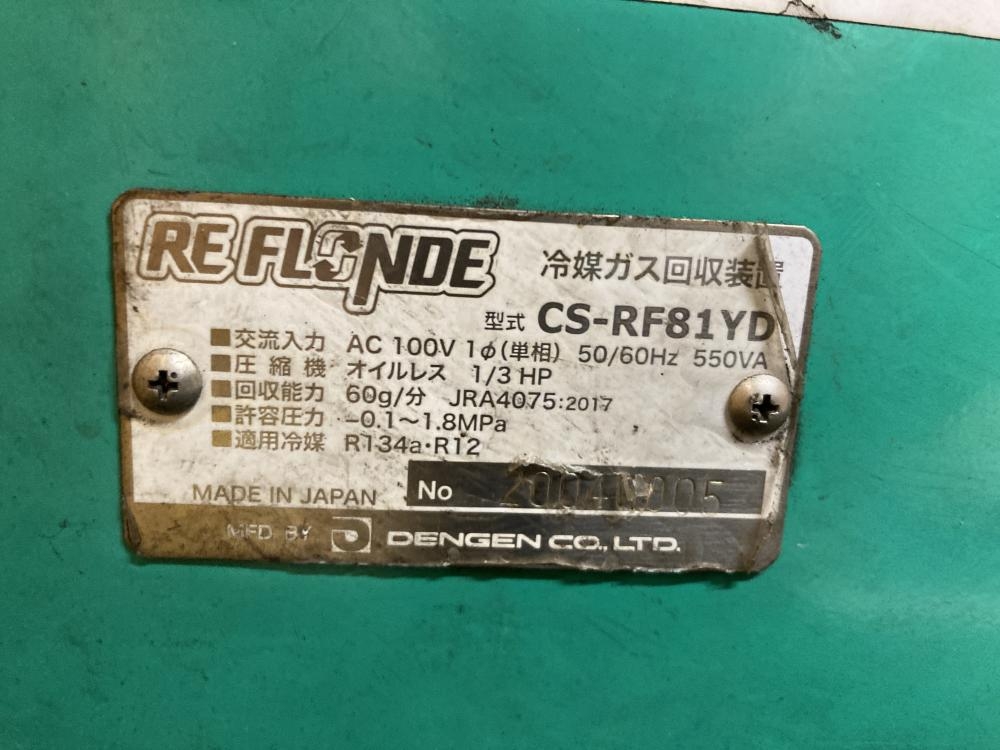 RE FLONDE
冷媒ガス回収装置
型式 CS-RF81YD
■交流入力 AC 100V 1φ(単相) 50/60Hz 550VA
■圧縮機 オイルレス 1/3 HP
■回収能力 60g/分 JRA4075:2017
■許容圧力 -0.1〜1.8MPa
■適用冷媒 R134a・R12
MADE IN JAPAN No
MFD BY DENGEN CO., LTD.